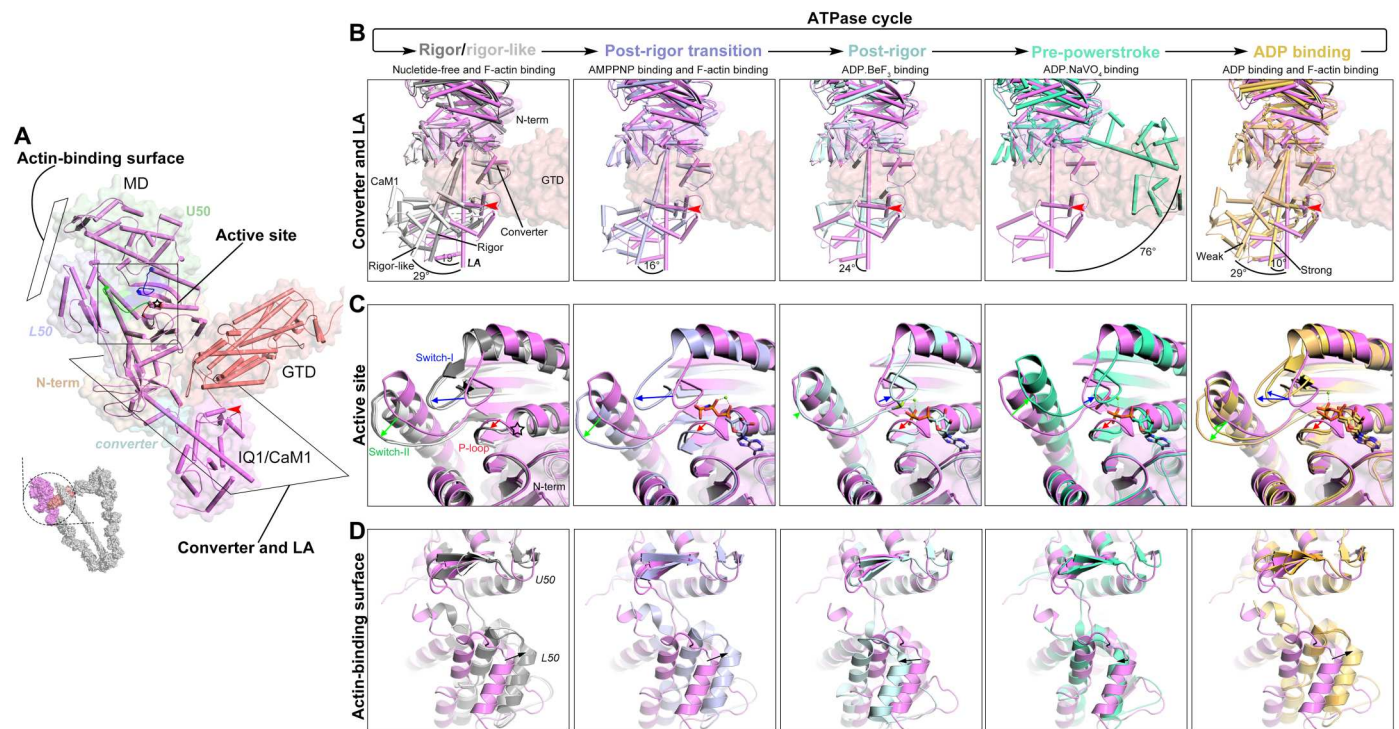 ATPase cycle
B
Rigor/rigor-like
Post-rigor transition
Post-rigor
Pre-powerstroke
ADP binding
Nucletide-free and F-actin binding
AMPPNP binding and F-actin binding
ADP.BeF3 binding
ADP.NaVO4 binding
ADP binding and F-actin binding
Converter and LA
N-term
GTD
CaM1
Converter
Rigor
Rigor-like
LA
19°
29°
16°
24°
76°
Weak
Strong
10°
29°
A
Actin-binding surface
MD
U50
Active site
L50
N-term
GTD
converter
IQ1/CaM1
Converter and LA
C
Active site
Switch-I
Switch-II
P-loop
N-term
D
Actin-binding surface
U50
L50